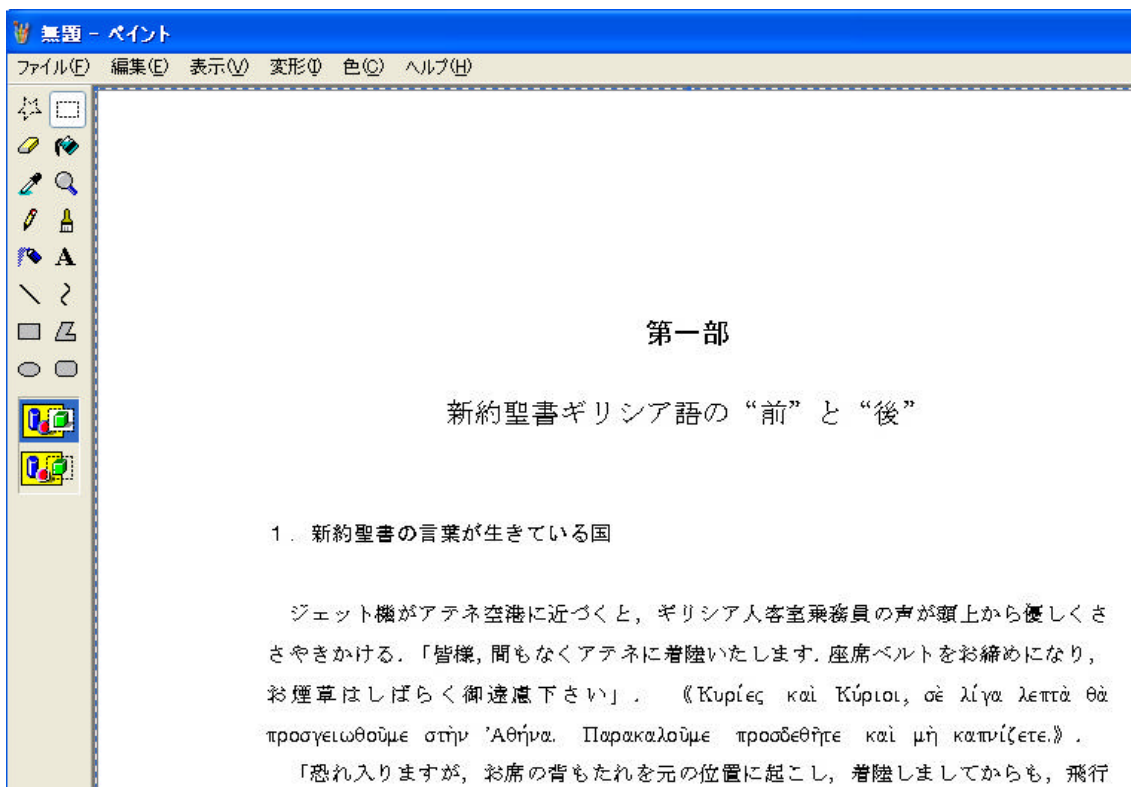 無題 - ペイント
ファイル(F) 編集(E) 表示(V) 変形(I) 色(C) ヘルプ(H)
A
第一部
新約聖書ギリシア語の“前”と“後”
1. 新約聖書の言葉が生きている国
ジェット機がアテネ空港に近づくと, ギリシア人客室乗務員の声が頭上から優しくさ
さやきかける.「皆様, 間もなくアテネに着陸いたします. 座席ベルトをお締めになり,
お煙草はしばらく御遠慮下さい」. 《Κυρίες καὶ Κύριοι, σὲ λίγα λεπτὰ θὰ
προσγειωθοῦμε στὴν ᾿Αθήνα. Παρακαλοῦμε προσδεθῆτε καὶ μὴ καπνίζετε.》.
「恐れ入りますが, お席の背もたれを元の位置に起こし, 着陸しましてからも, 飛行